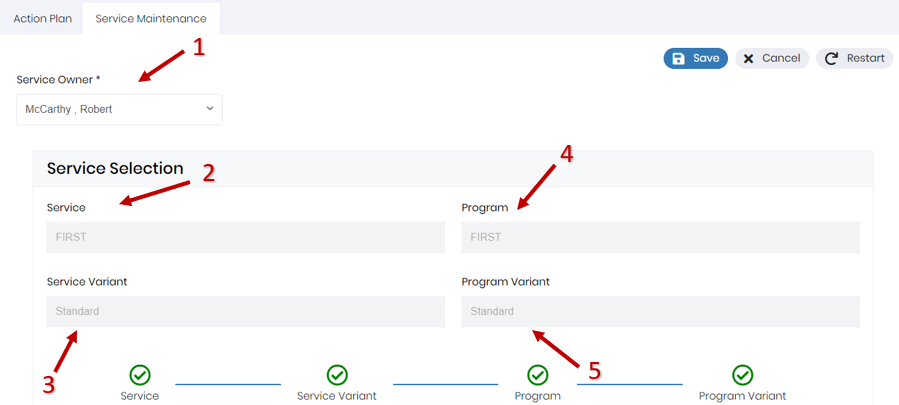 Action Plan Service Maintenance
1
Save Cancel Restart
Service Owner *
McCarthy , Robert
Service Selection
2
4
Service Program
FIRST FIRST
Service Variant Program Variant
Standard Standard
3
5
Service Service Variant Program Program Variant